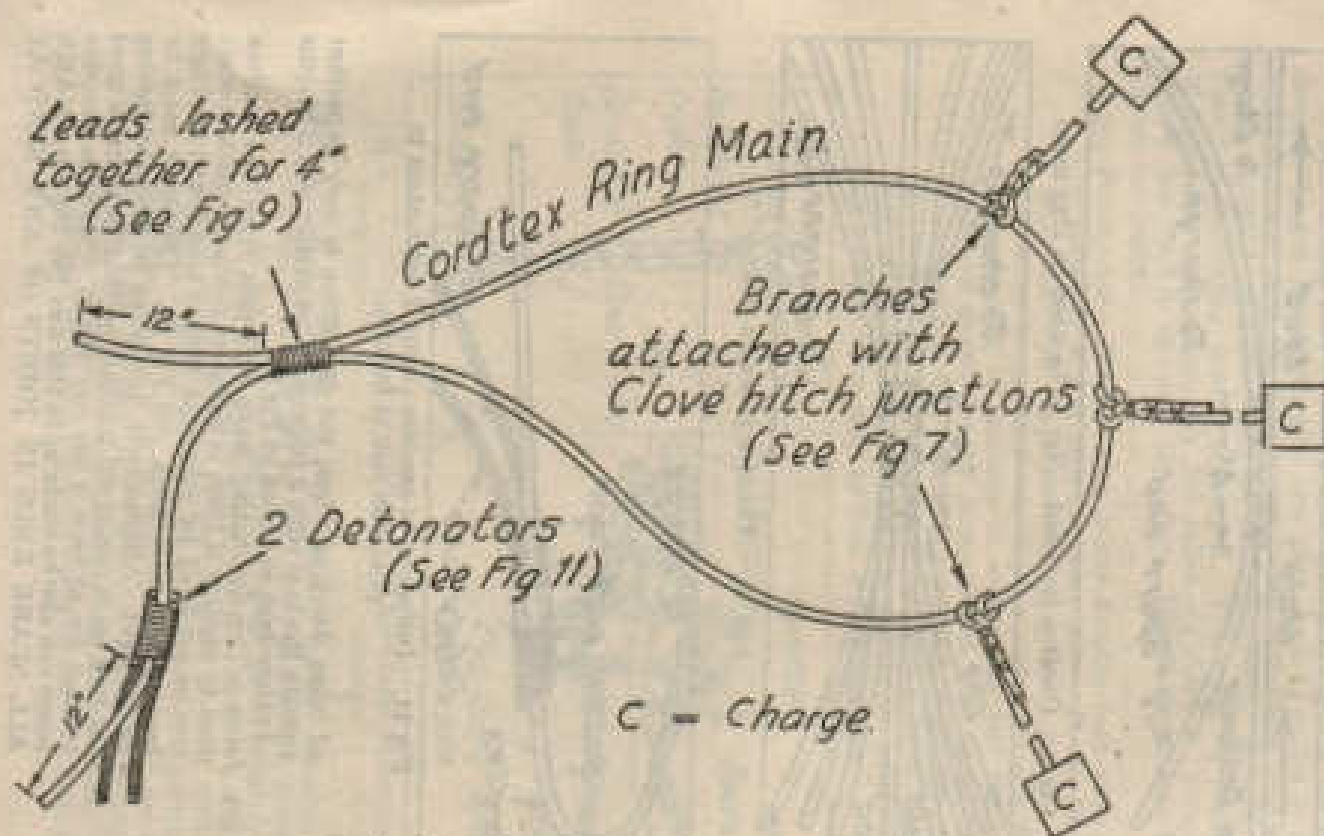 Leads lashed
together for 4"
(See Fig 9)
Cordtex Ring Main
12"
Branches
attached with
Clove hitch junctions
(See Fig 7)
2 Detonators
(See Fig 11)
12"
C = Charge.
C
C
C